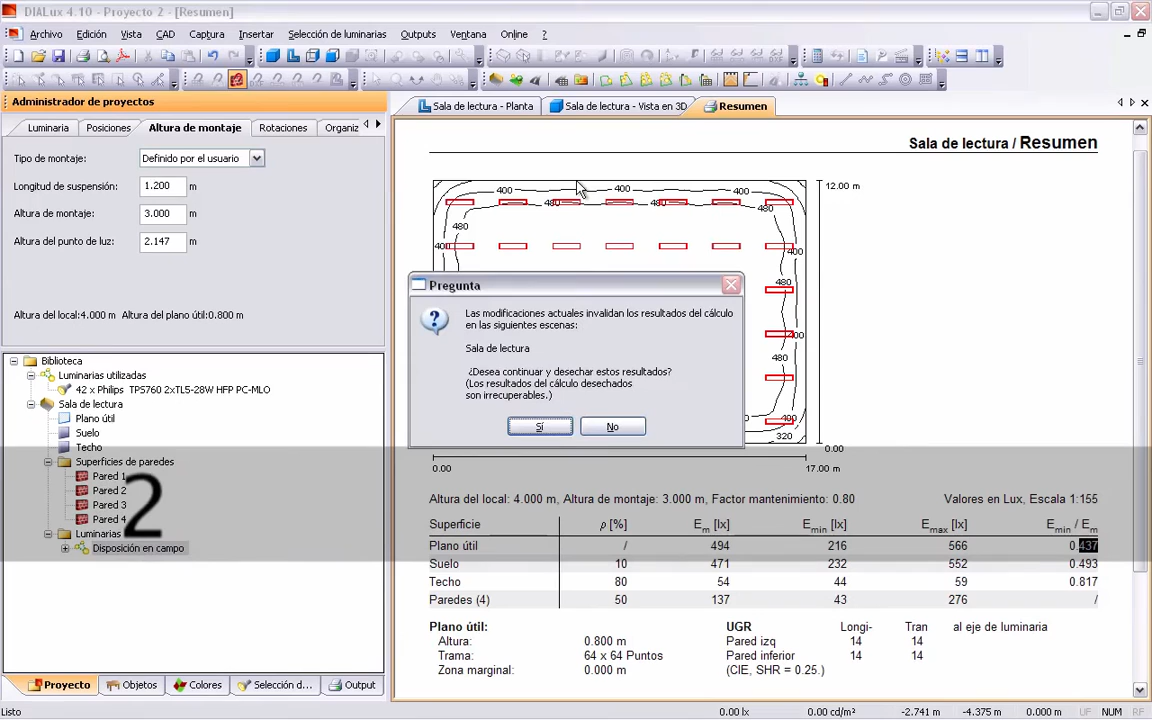 DIALux 4.10 - Proyecto 2 - [Resumen]
Archivo Edición Vista CAD Captura Insertar Selección de luminarias Outputs Ventana Online ?
Administrador de proyectos
Luminaria Posiciones Altura de montaje Rotaciones Organiz
Tipo de montaje: Definido por el usuario
Longitud de suspensión: 1.200 m
Altura de montaje: 3.000 m
Altura del punto de luz: 2.147 m
Altura del local:4.000 m Altura del plano útil:0.800 m
Biblioteca
Luminarias utilizadas
42 x Philips TPS760 2xTL5-28W HFP PC-MLO
Sala de lectura
Plano útil
Suelo
Techo
Superficies de paredes
Pared 1
Pared 2
Pared 3
Pared 4
Luminarias
Disposición en campo
2
Proyecto Objetos Colores Selección d... Output
Sala de lectura - Planta Sala de lectura - Vista en 3D Resumen
Sala de lectura / Resumen
400 400 400 12.00 m
480 480 480
480
400 400
480
400
480
400
320 0.00
0.00 17.00 m
Pregunta
Las modificaciones actuales invalidan los resultados del cálculo
en las siguientes escenas:
Sala de lectura
¿Desea continuar y desechar estos resultados?
(Los resultados del cálculo desechados
son irrecuperables.)
Sí No
Altura del local: 4.000 m, Altura de montaje: 3.000 m, Factor mantenimiento: 0.80 Valores en Lux, Escala 1:155
Superficie ρ [%] Em [lx] Emin [lx] Emax [lx] Emin / Em
Plano útil / 494 216 566 0.437
Suelo 10 471 232 552 0.493
Techo 80 54 44 59 0.817
Paredes (4) 50 137 43 276 /
Plano útil: UGR Longi- Tran al eje de luminaria
Altura: 0.800 m Pared izq 14 14
Trama: 64 x 64 Puntos Pared inferior 14 14
Zona marginal: 0.000 m (CIE, SHR = 0.25.)
Listo 0.00 lx 0.00 cd/m² -2.741 m -4.375 m 0.000 m UF NUM RF